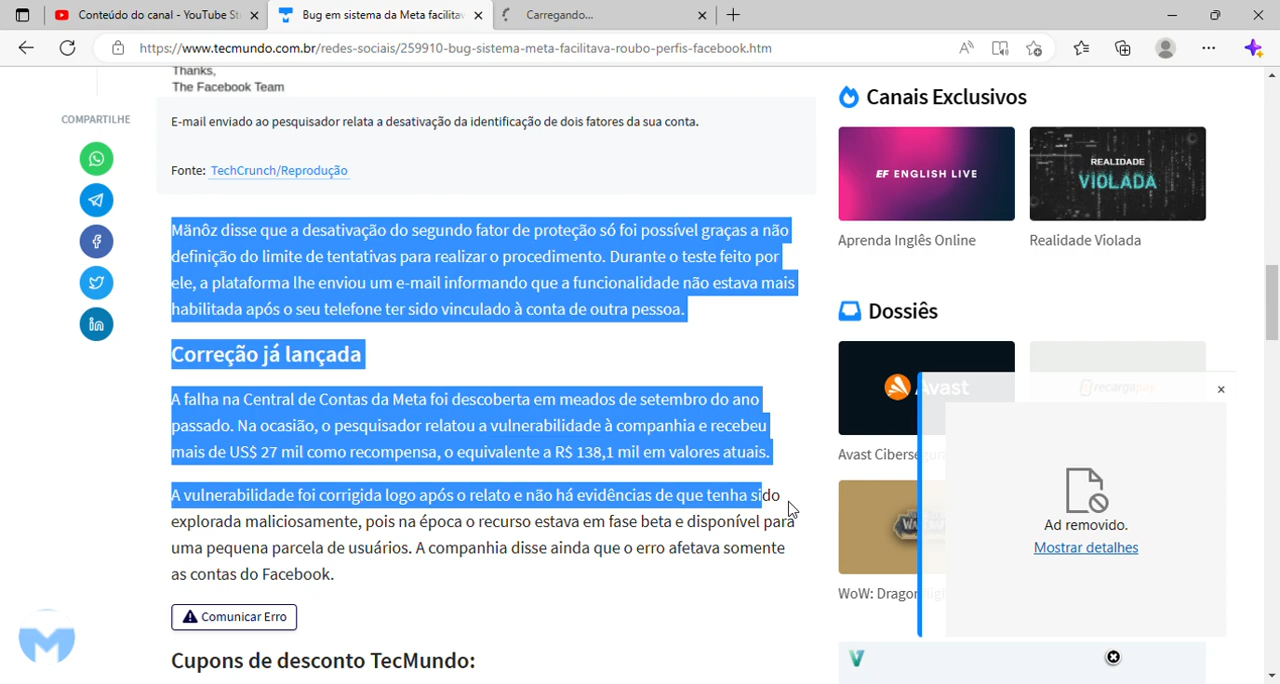 Conteúdo do canal - YouTube St
Bug em sistema da Meta facilitav
Carregando...
https://www.tecmundo.com.br/redes-sociais/259910-bug-sistema-meta-facilitava-roubo-perfis-facebook.htm
Thanks,
The Facebook Team
E-mail enviado ao pesquisador relata a desativação da identificação de dois fatores da sua conta.
Fonte: TechCrunch/Reprodução
COMPARTILHE
Mänôz disse que a desativação do segundo fator de proteção só foi possível graças a não
definição do limite de tentativas para realizar o procedimento. Durante o teste feito por
ele, a plataforma lhe enviou um e-mail informando que a funcionalidade não estava mais
habilitada após o seu telefone ter sido vinculado à conta de outra pessoa.
Correção já lançada
A falha na Central de Contas da Meta foi descoberta em meados de setembro do ano
passado. Na ocasião, o pesquisador relatou a vulnerabilidade à companhia e recebeu
mais de US$ 27 mil como recompensa, o equivalente a R$ 138,1 mil em valores atuais.
A vulnerabilidade foi corrigida logo após o relato e não há evidências de que tenha sido
explorada maliciosamente, pois na época o recurso estava em fase beta e disponível para
uma pequena parcela de usuários. A companhia disse ainda que o erro afetava somente
as contas do Facebook.
Comunicar Erro
Cupons de desconto TecMundo:
Canais Exclusivos
EF ENGLISH LIVE
REALIDADE
VIOLADA
Aprenda Inglês Online
Realidade Violada
Dossiês
Avast
recargapay
Avast Cibersegura
WoW: Dragonflig
Ad removido.
Mostrar detalhes